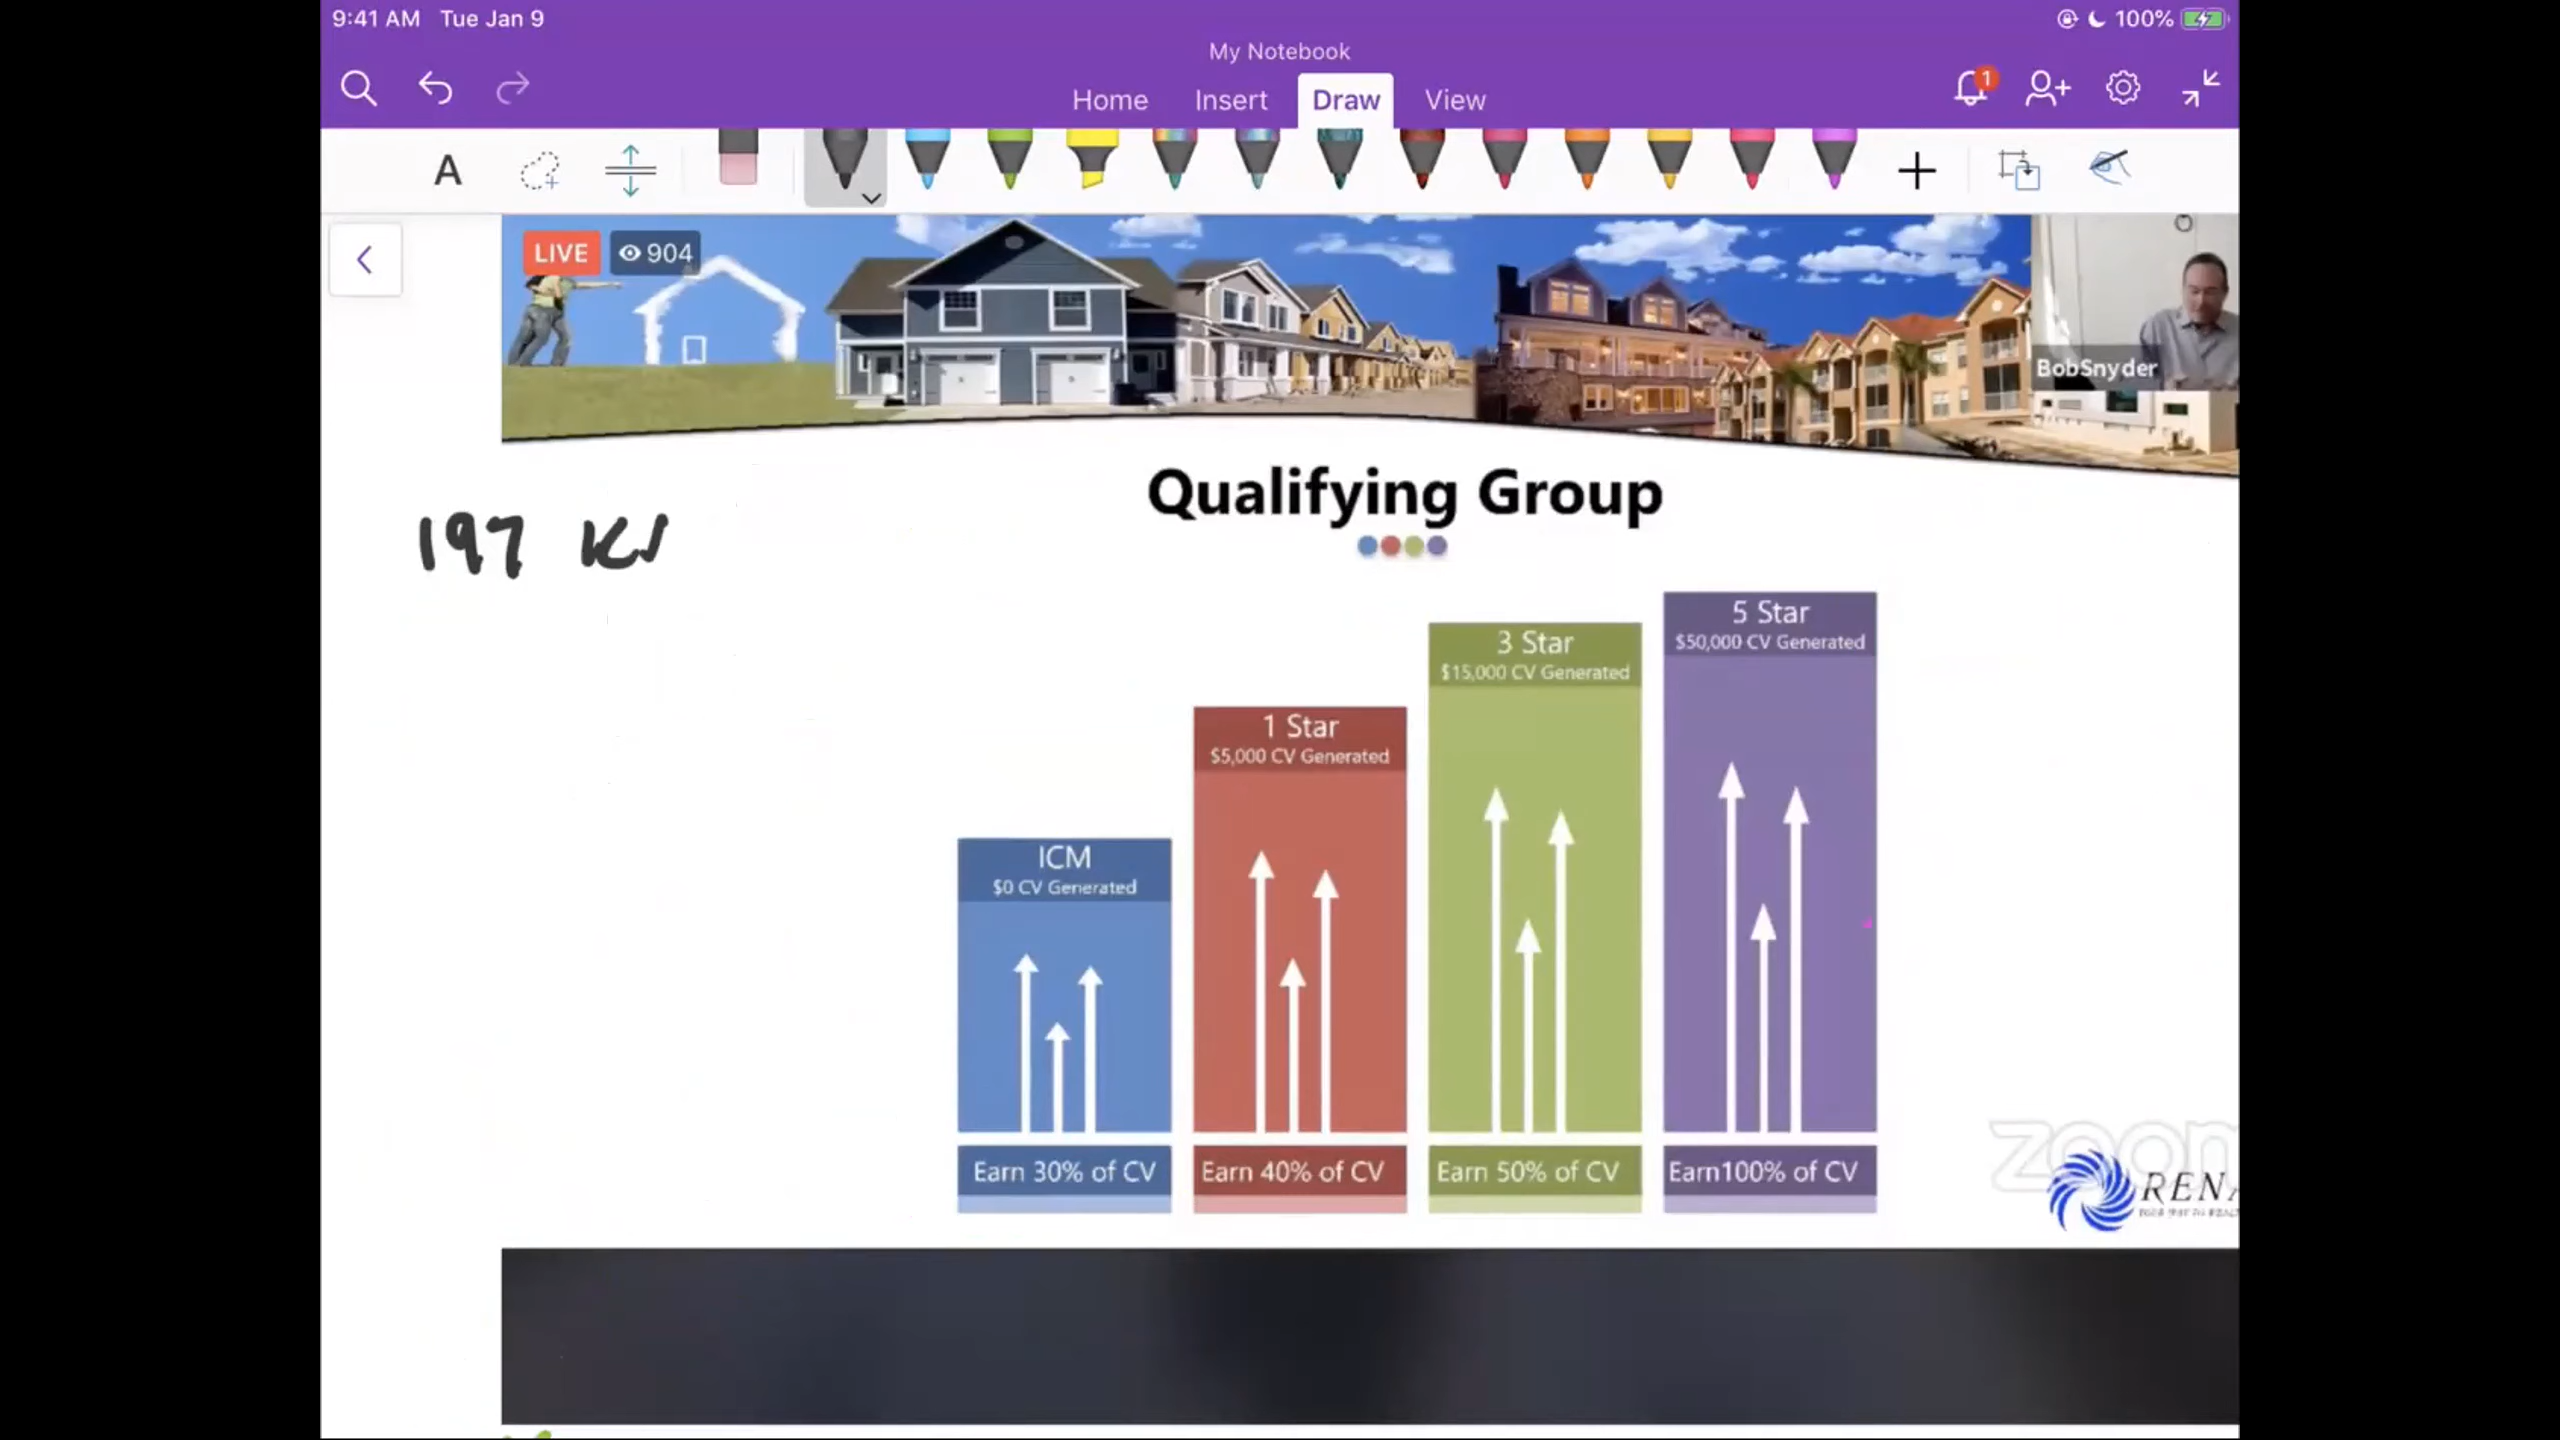 9:41 AM Tue Jan 9
100%
My Notebook
1
Home Insert Draw View
A
LIVE 904
BobSnyder
Qualifying Group
197
5 Star
$50,000 CV Generated
3 Star
$15,000 CV Generated
1 Star
$5,000 CV Generated
ICM
$0 CV Generated
Earn 30% of CV
Earn 40% of CV
Earn 50% of CV
Earn100% of CV
zoom